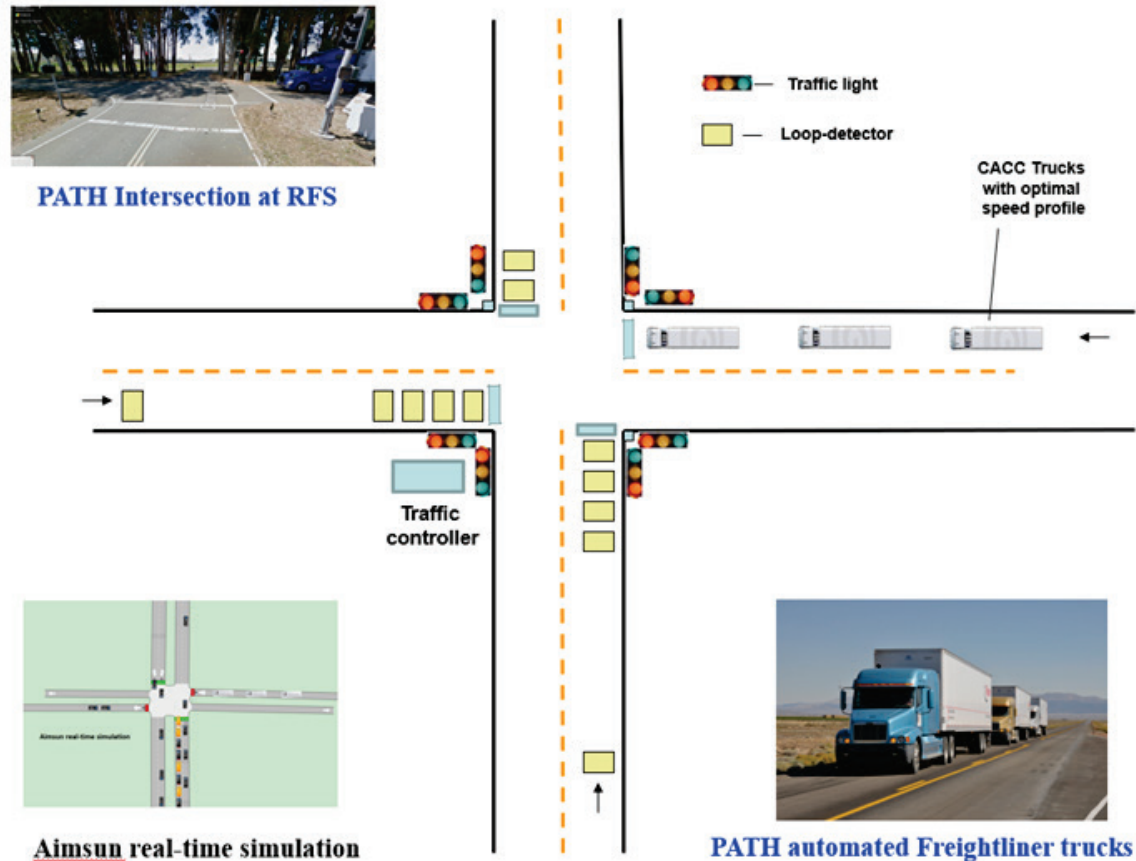 Traffic light
Loop-detector
CACC Trucks
with optimal
speed profile
PATH Intersection at RFS
Traffic
controller
Aimsun real-time simulation
Aimsun real-time simulation
PATH automated Freightliner trucks